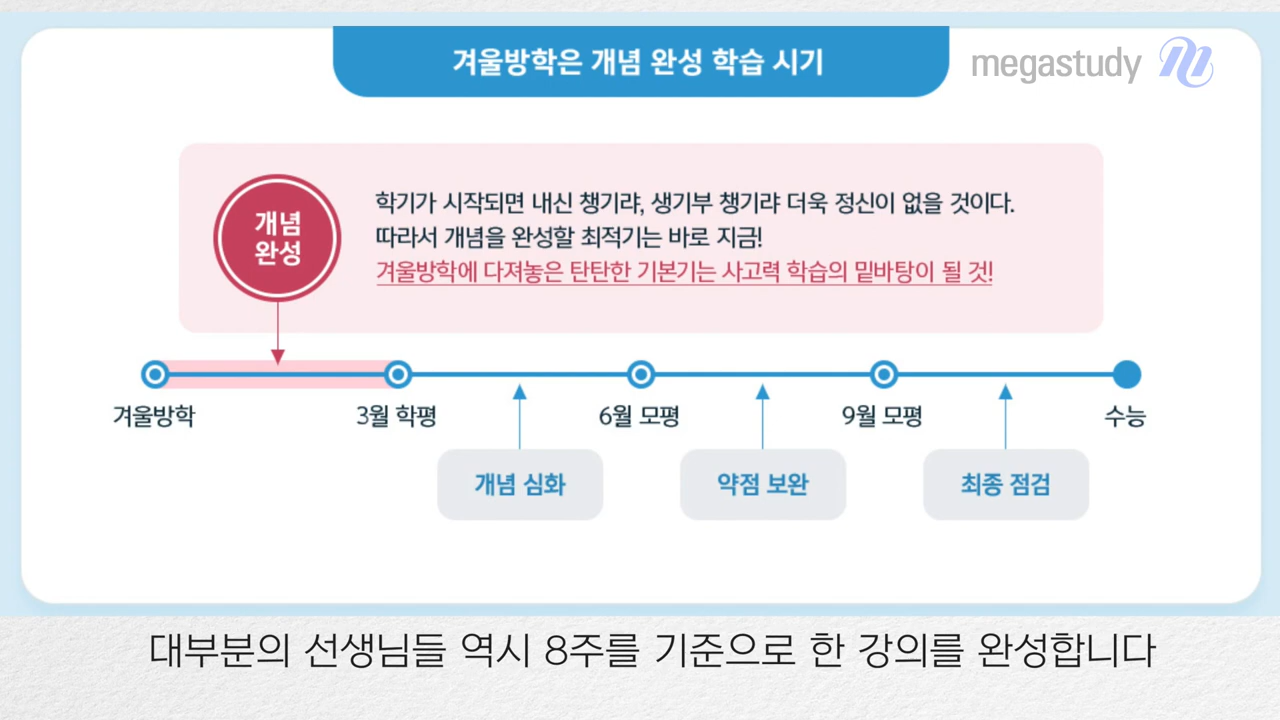 겨울방학은 개념 완성 학습 시기
megastudy
개념
완성
학기가 시작되면 내신 챙기랴, 생기부 챙기랴 더욱 정신이 없을 것이다.
따라서 개념을 완성할 최적기는 바로 지금!
겨울방학에 다져놓은 탄탄한 기본기는 사고력 학습의 밑바탕이 될 것!
겨울방학
3월 학평
6월 모평
9월 모평
수능
개념 심화
약점 보완
최종 점검
대부분의 선생님들 역시 8주를 기준으로 한 강의를 완성합니다